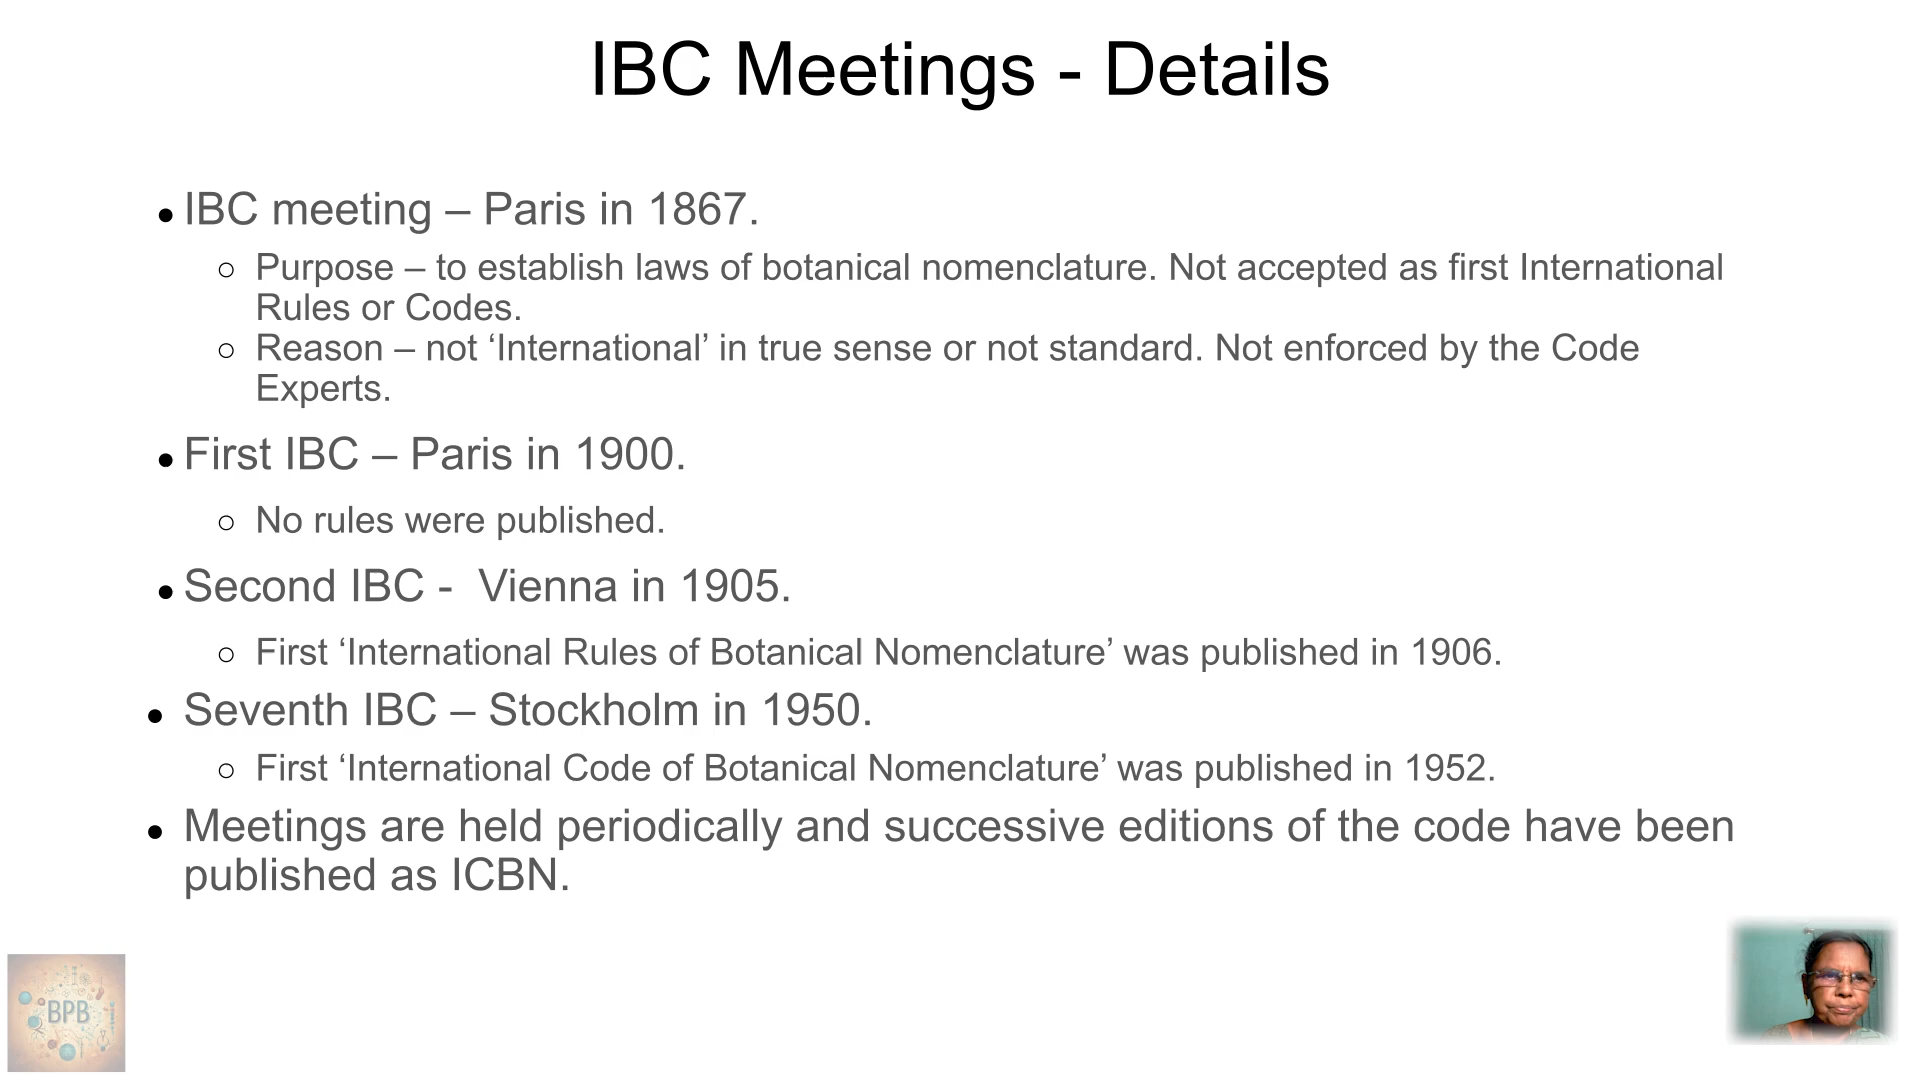 IBC Meetings - Details
● IBC meeting – Paris in 1867.
○ Purpose – to establish laws of botanical nomenclature. Not accepted as first International
Rules or Codes.
○ Reason – not ‘International’ in true sense or not standard. Not enforced by the Code
Experts.
● First IBC – Paris in 1900.
○ No rules were published.
● Second IBC -  Vienna in 1905.
○ First ‘International Rules of Botanical Nomenclature’ was published in 1906.
● Seventh IBC – Stockholm in 1950.
○ First ‘International Code of Botanical Nomenclature’ was published in 1952.
● Meetings are held periodically and successive editions of the code have been
published as ICBN.
BPB